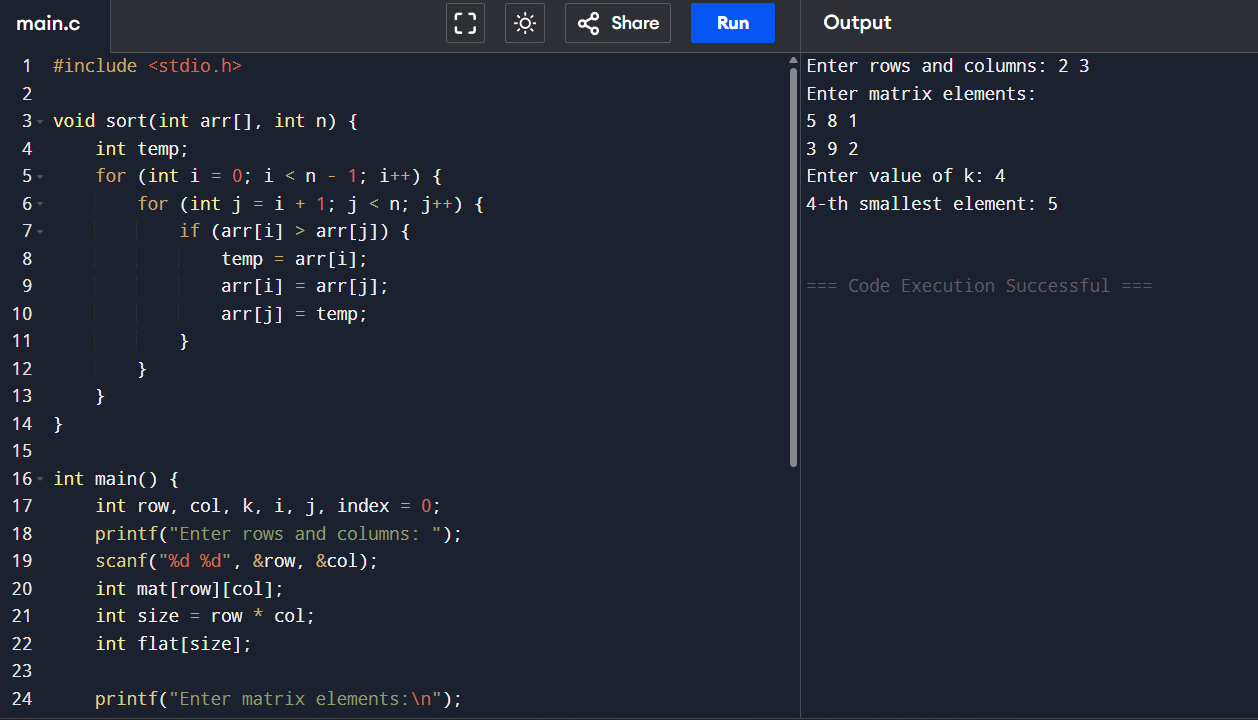 main.c
Share
Run
Output
1 #include <stdio.h>
2
3 void sort(int arr[], int n) {
4     int temp;
5     for (int i = 0; i < n - 1; i++) {
6         for (int j = i + 1; j < n; j++) {
7             if (arr[i] > arr[j]) {
8                 temp = arr[i];
9                 arr[i] = arr[j];
10                 arr[j] = temp;
11             }
12         }
13     }
14 }
15
16 int main() {
17     int row, col, k, i, j, index = 0;
18     printf("Enter rows and columns: ");
19     scanf("%d %d", &row, &col);
20     int mat[row][col];
21     int size = row * col;
22     int flat[size];
23
24     printf("Enter matrix elements:\n");
Enter rows and columns: 2 3
Enter matrix elements:
5 8 1
3 9 2
Enter value of k: 4
4-th smallest element: 5
=== Code Execution Successful ===